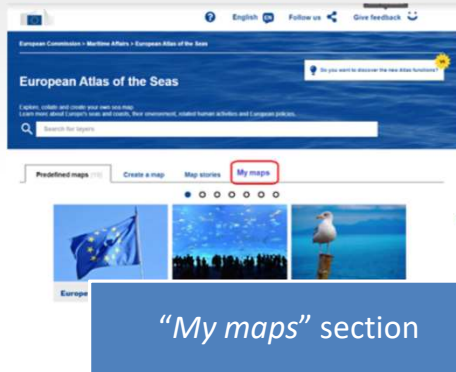 English EN Follow us Give feedback
European Commission > Maritime Affairs > European Atlas of the Seas
European Atlas of the Seas
Do you want to discover the new Atlas functions?
Explore, collate and create your own sea map.
Learn more about Europe's seas and coasts, their environment, related human activities and European policies.
Search for layers
Predefined maps
Create a map
Map stories
My maps
Europe
“My maps” section